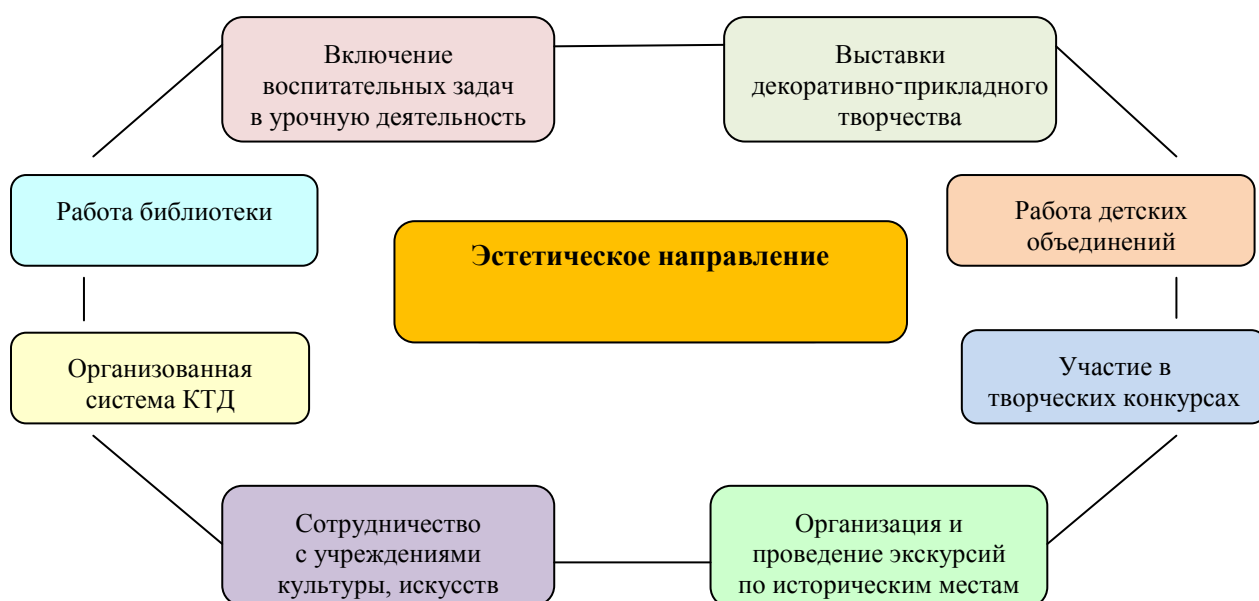 Включение
воспитательных задач
в урочную деятельность
Выставки
декоративно-прикладного
творчества
Работа библиотеки
Работа детских
объединений
Эстетическое направление
Организованная
система КТД
Участие в
творческих конкурсах
Сотрудничество
с учреждениями
культуры, искусств
Организация и
проведение экскурсий
по историческим местам